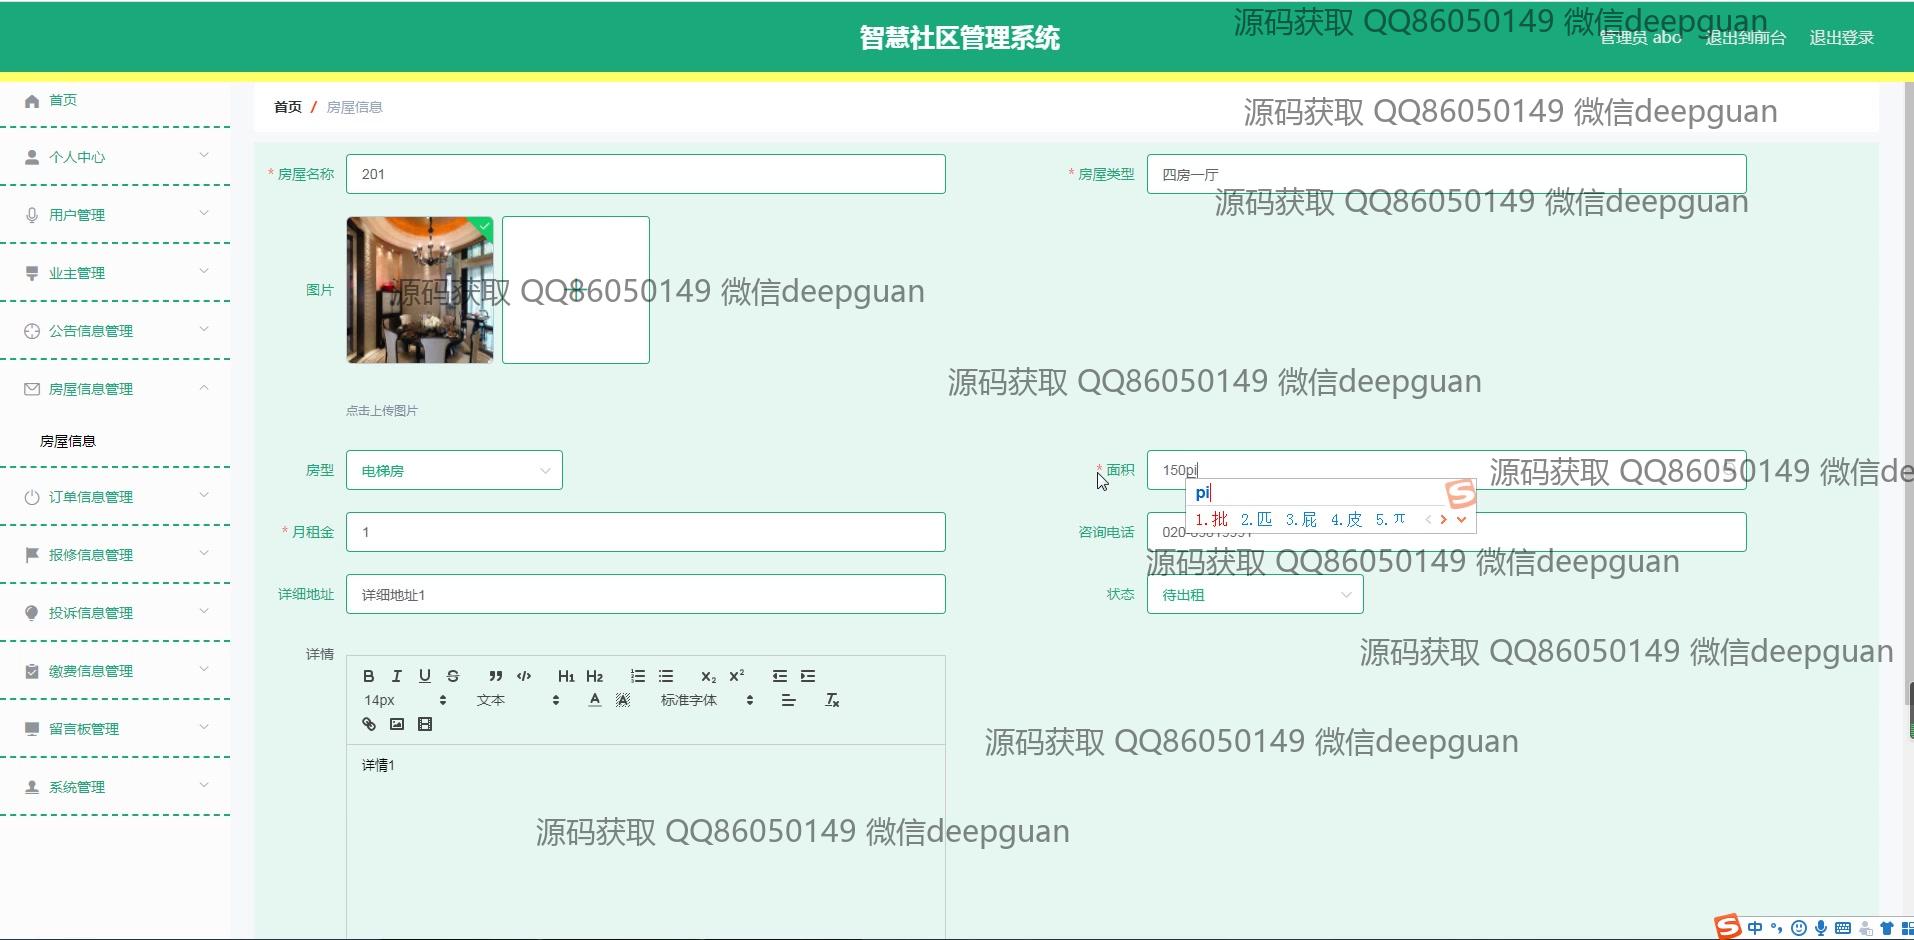 智慧社区管理系统
源码获取 QQ86050149 微信deepguan
管理员 abc 退出到前台 退出登录
首页
首页 / 房屋信息
源码获取 QQ86050149 微信deepguan
个人中心
* 房屋名称 201
* 房屋类型 四房一厅
源码获取 QQ86050149 微信deepguan
用户管理
业主管理
图片
源码获取 QQ86050149 微信deepguan
公告信息管理
房屋信息管理
源码获取 QQ86050149 微信deepguan
点击上传图片
房屋信息
房型 电梯房
* 面积 150pi
源码获取 QQ86050149 微信de
pi
1.批 2.匹 3.屁 4.皮 5.π
订单信息管理
* 月租金 1
咨询电话 020-
报修信息管理
源码获取 QQ86050149 微信deepguan
详细地址 详细地址1
状态 待出租
投诉信息管理
详情
源码获取 QQ86050149 微信deepguan
缴费信息管理
B I U S H1 H2 X2 X2
14px 文本 A A 标准字体 Tx
留言板管理
源码获取 QQ86050149 微信deepguan
详情1
系统管理
源码获取 QQ86050149 微信deepguan
S 中